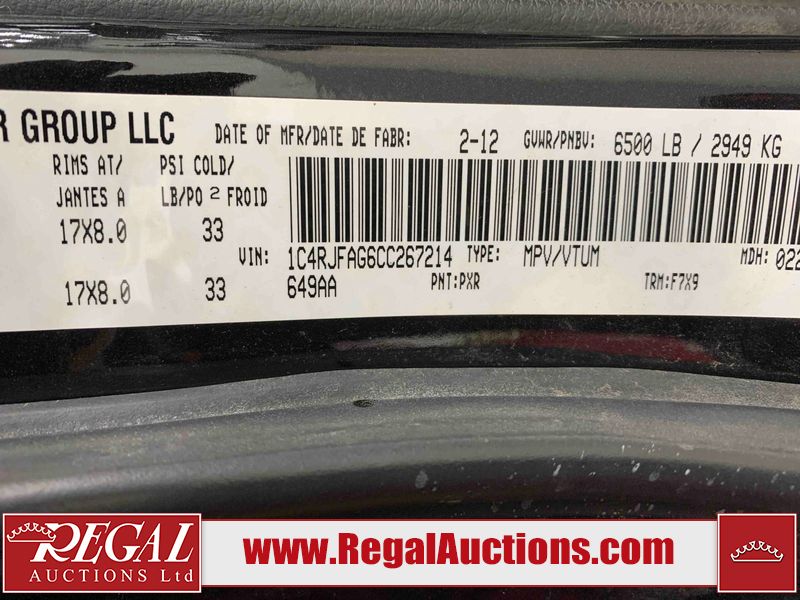 R GROUP LLC DATE OF MFR/DATE DE FABR: 2-12 GVWR/PNBV: 6500 LB / 2949 KG
RIMS AT/ PSI COLD/
JANTES A LB/PO 2 FROID
17X8.0 33
VIN: 1C4RJFAG6CC267214 TYPE: MPV/VTUM MDH: 022
17X8.0 33 649AA PNT:PXR TRM:F7X9
REGAL
AUCTIONS Ltd
www.RegalAuctions.com